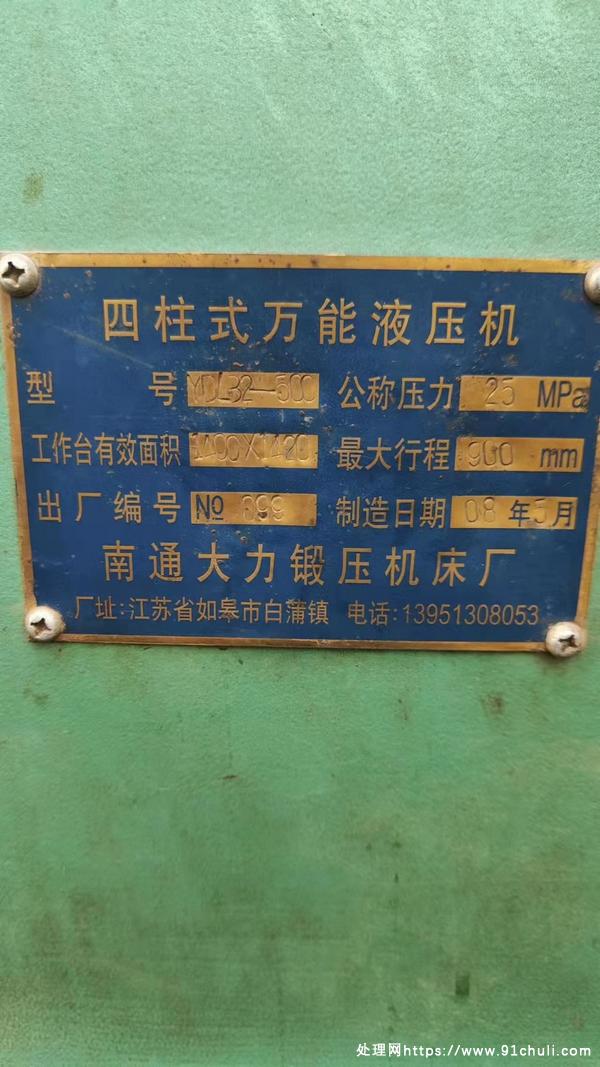 四柱式万能液压机
型 号 YDL32-500 公称压力 25 MPa
工作台有效面积 1400X1420 最大行程 900 mm
出厂编号 № 699 制造日期 08 年 5 月
南通大力锻压机床厂
厂址:江苏省如皋市白蒲镇 电话:13951308053
处理网https://www.91chuli.com/